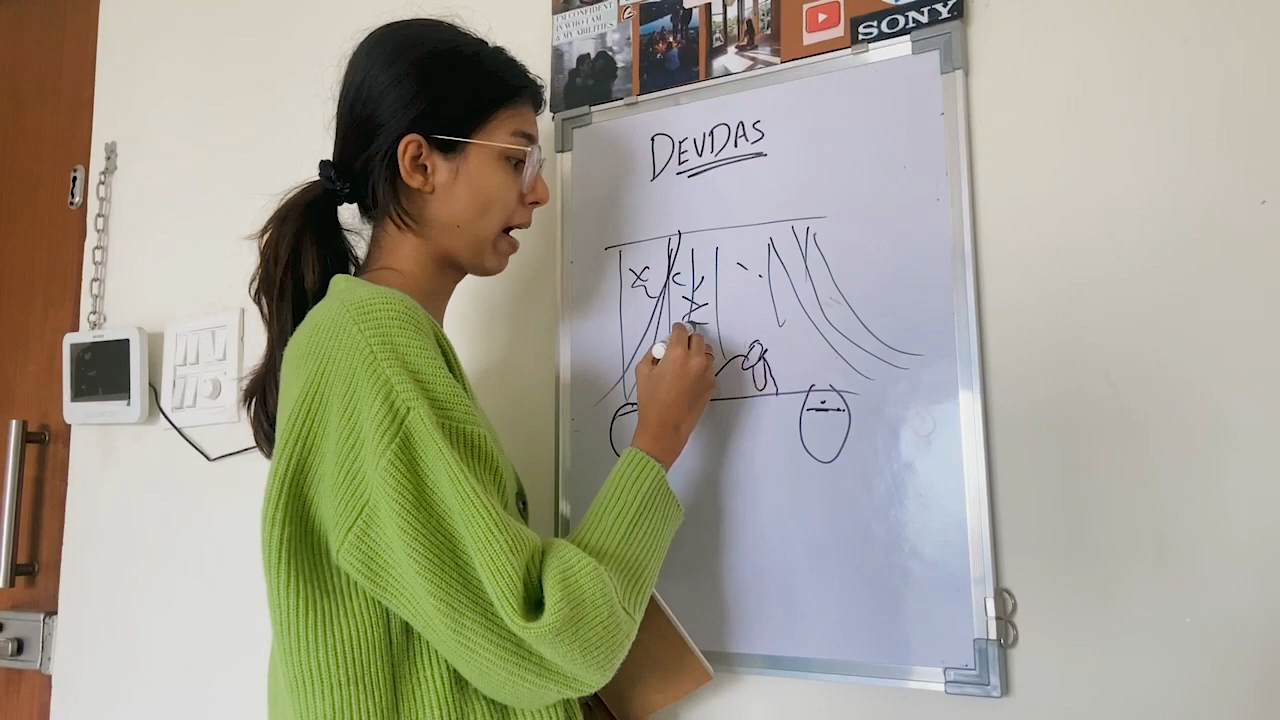 I'M CONFIDENT
IN WHO I AM
& MY ABILITIES
SONY
DEVDAS